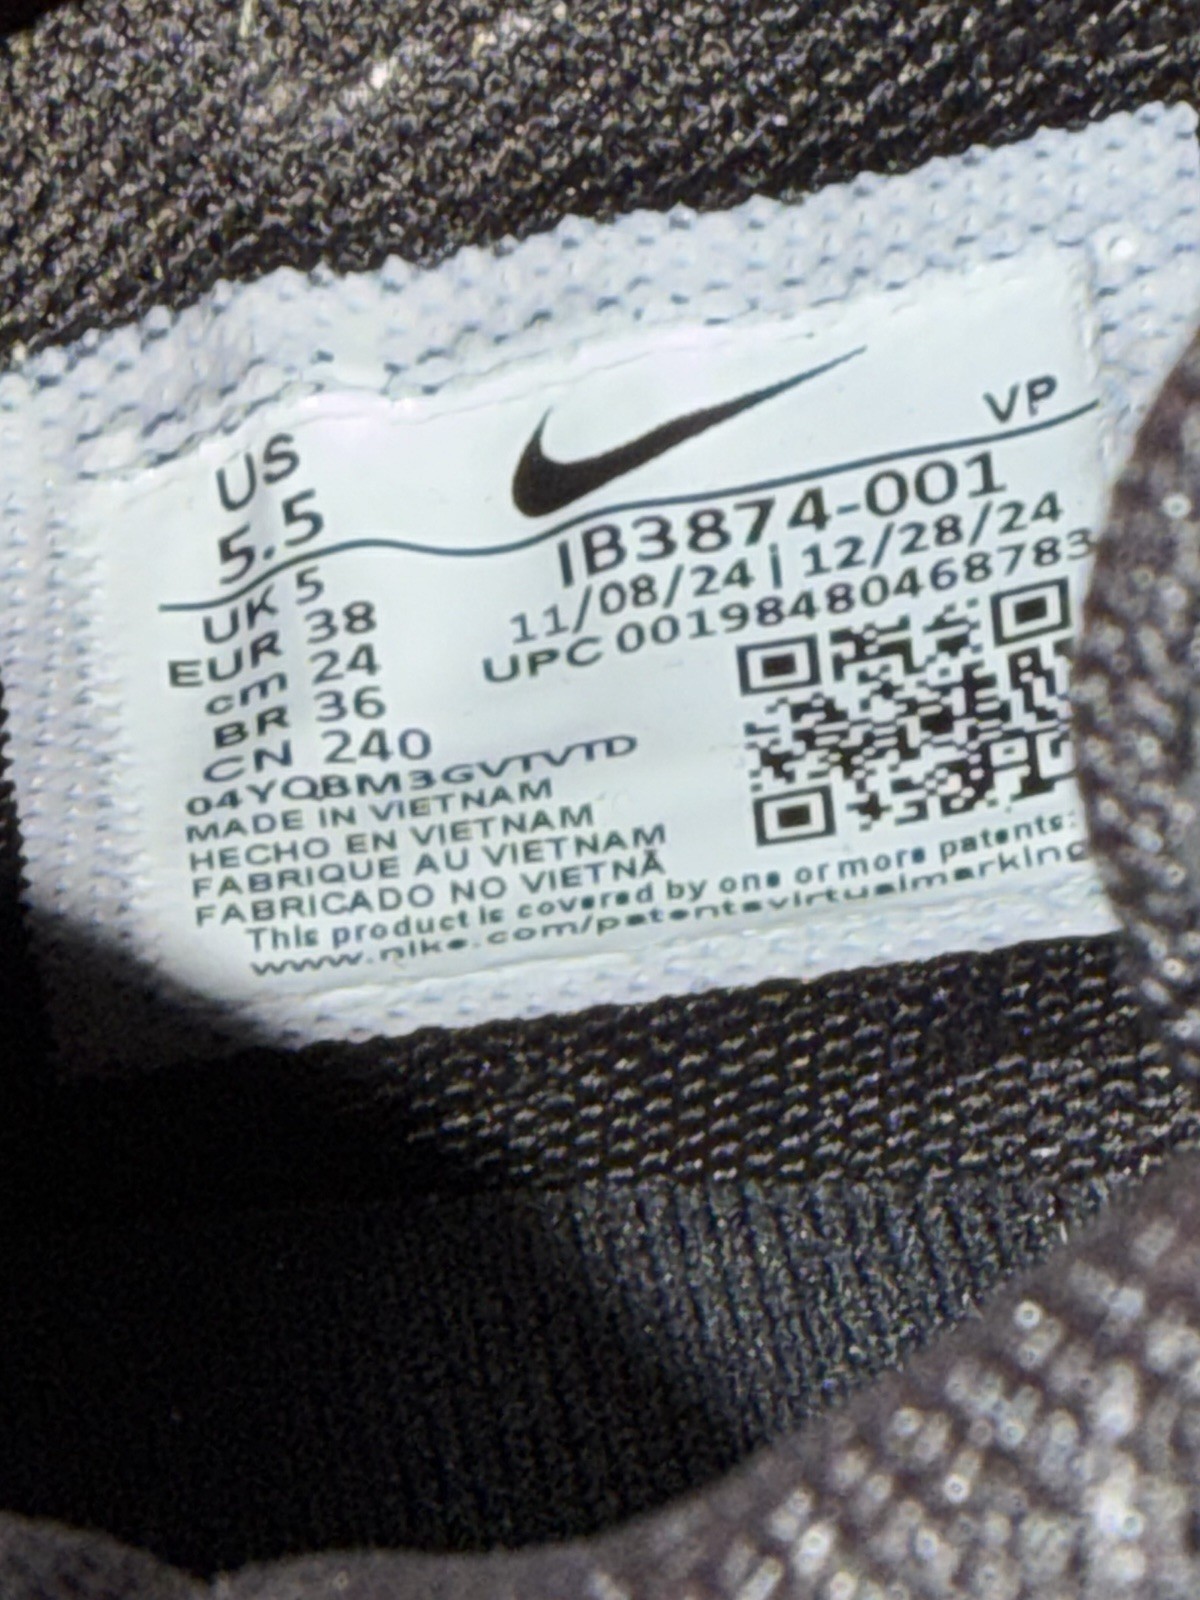 US
5.5
VP
UK 5
EUR 38
cm 24
BR 36
CN 240
IB3874-001
11/08/24 | 12/28/24
UPC 00198480468783
04YQBM3GVTVTD
MADE IN VIETNAM
HECHO EN VIETNAM
FABRIQUE AU VIETNAM
FABRICADO NO VIETNÃ
This product is covered by one or more patents:
www.nike.com/patentsvirtualmarking